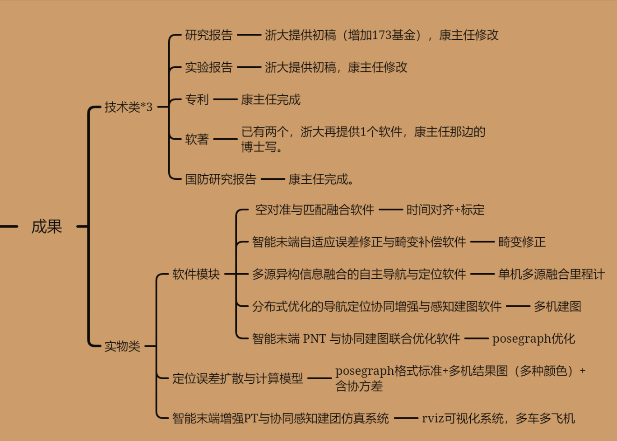 研究报告 浙大提供初稿（增加173基金），康主任修改
实验报告 浙大提供初稿，康主任修改
专利 康主任完成
技术类*3
软著 已有两个，浙大再提供1个软件，康主任那边的
博士写。
国防研究报告 康主任完成。
成果
空对准与匹配融合软件 时间对齐+标定
智能末端自适应误差修正与畸变补偿软件 畸变修正
软件模块 多源异构信息融合的自主导航与定位软件 单机多源融合里程计
分布式优化的导航定位协同增强与感知建图软件 多机建图
智能末端 PNT 与协同建图联合优化软件 posegraph优化
实物类
定位误差扩散与计算模型 posegraph格式标准+多机结果图（多种颜色）+
含协方差
智能末端增强PT与协同感知建团仿真系统 rviz可视化系统，多车多飞机